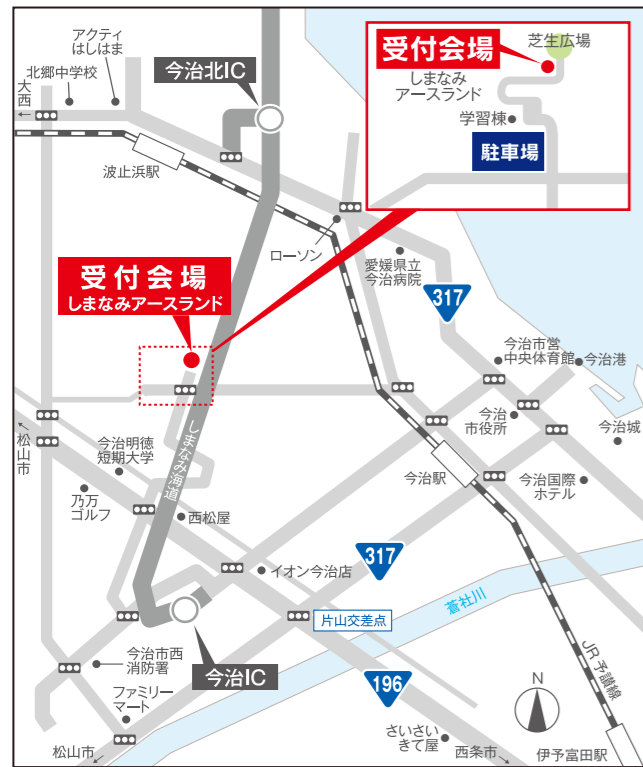 アクティ
はしはま
北郷中学校
大西
今治北IC
波止浜駅
受付会場
芝生広場
しまなみ
アースランド
学習棟
駐車場
ローソン
愛媛県立
今治病院
受付会場
しまなみアースランド
317
今治市営
中央体育館
今治港
今治
市役所
今治城
松山市
今治明徳
短期大学
しまなみ海道
今治駅
今治国際
ホテル
乃万
ゴルフ
西松屋
イオン今治店
317
蒼社川
片山交差点
今治市西
消防署
今治IC
196
JR予讃線
N
ファミリー
マート
さいさい
きて屋
松山市
西条市
伊予富田駅